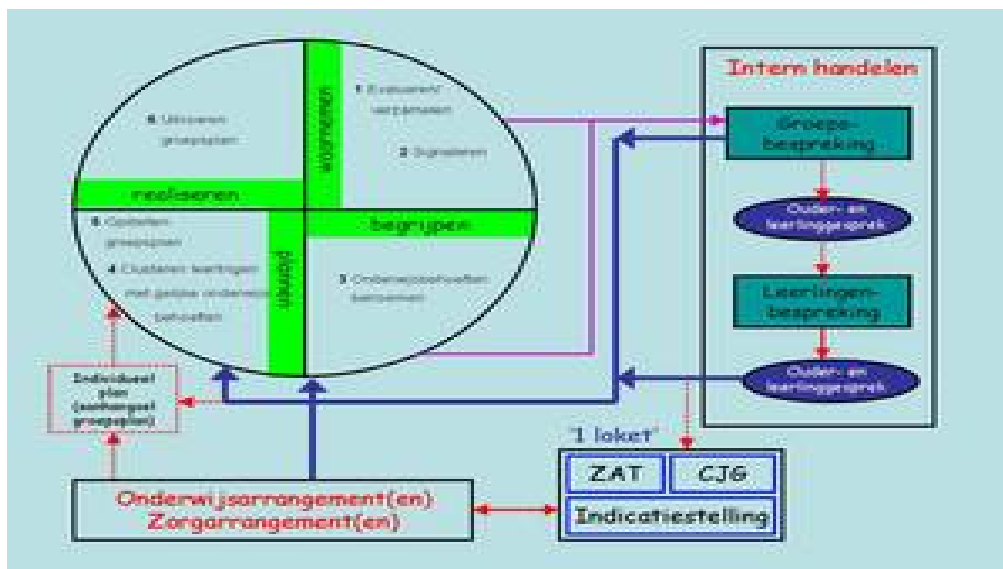 1 Evalueren/
verzamelen
2 Signaleren
waarnemen
begrijpen
3 Onderwijsbehoeften
benoemen
4 Clusteren leerlingen
met gelijke onderwijs
behoeften
5 Opstellen
groepsplan
plannen
realiseren
6 Uitvoeren
groepsplan
Intern handelen
Groeps-
bespreking
Ouder- en
leerlinggesprek
Leerlingen-
bespreking
Ouder- en
leerlinggesprek
Individueel
plan
(aanhangsel
groepsplan)
'1 loket'
ZAT
CJG
Indicatiestelling
Onderwijsarrangement(en)
Zorgarrangement(en)